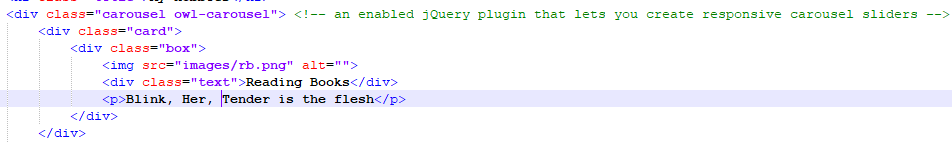 <div class="carousel owl-carousel"> <!-- an enabled jQuery plugin that lets you create responsive carousel sliders -->
<div class="card">
<div class="box">
<img src="images/rb.png" alt="">
<div class="text">Reading Books</div>
<p>Blink, Her, Tender is the flesh</p>
</div>
</div>